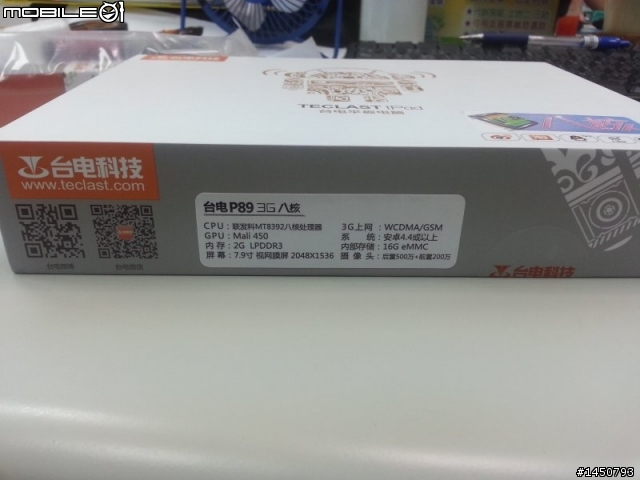 MOBILE01
TECLAST tPad
台电平板电脑
台电科技
www.teclast.com
台电P89 3G 八核
CPU：联发科MT8392八核处理器 3G上网：WCDMA/GSM
GPU：Mali 450 系 统：安卓4.4或以上
内 存：2G LPDDR3 内部存储：16G eMMC
屏 幕：7.9寸 视网膜屏 2048X1536 摄 像 头：后置500万+前置200万
台电科技
#1450793